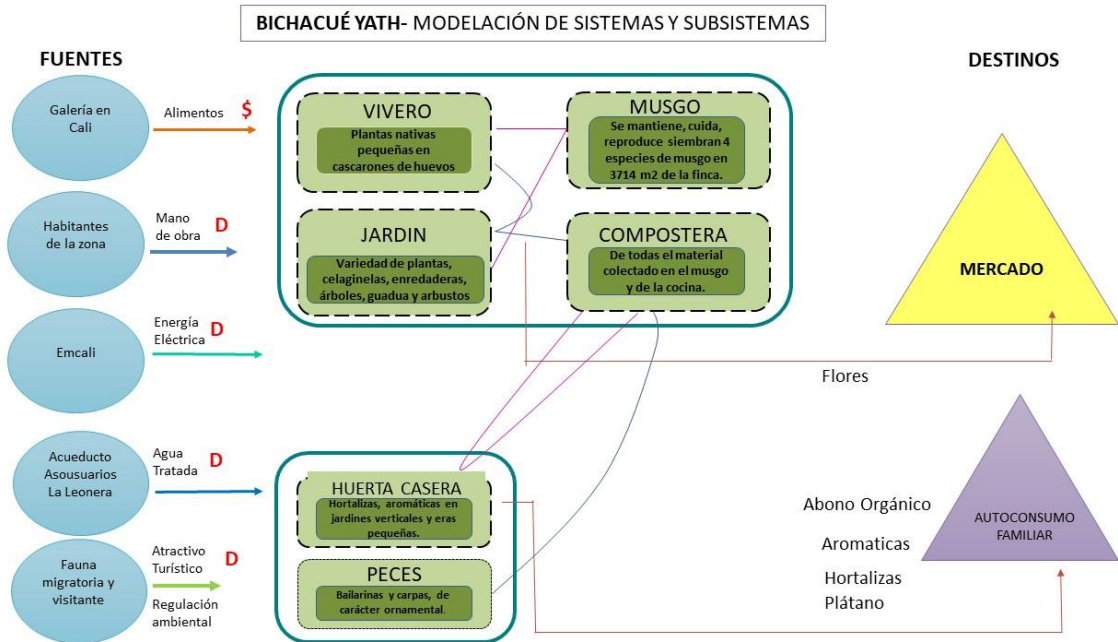 BICHACUÉ YATH- MODELACIÓN DE SISTEMAS Y SUBSISTEMAS
FUENTES
DESTINOS
Galería en
Cali
Alimentos
$
Habitantes
de la zona
Mano
de obra
D
Emcali
Energía
Eléctrica
D
Acueducto
Asousuarios
La Leonera
Agua
Tratada
D
Fauna
migratoria y
visitante
Atractivo
Turístico
D
Regulación
ambiental
VIVERO
Plantas nativas
pequeñas en
cascarones de huevos
MUSGO
Se mantiene, cuida,
reproduce siembran 4
especies de musgo en
3714 m2 de la finca.
JARDIN
Variedad de plantas,
celaginelas, enredaderas,
árboles, guadua y arbustos
COMPOSTERA
De todas el material
colectado en el musgo
y de la cocina.
HUERTA CASERA
Hortalizas, aromáticas en
jardines verticales y eras
pequeñas.
PECES
Bailarinas y carpas, de
carácter ornamental.
MERCADO
Flores
Abono Orgánico
Aromaticas
Hortalizas
Plátano
AUTOCONSUMO
FAMILIAR